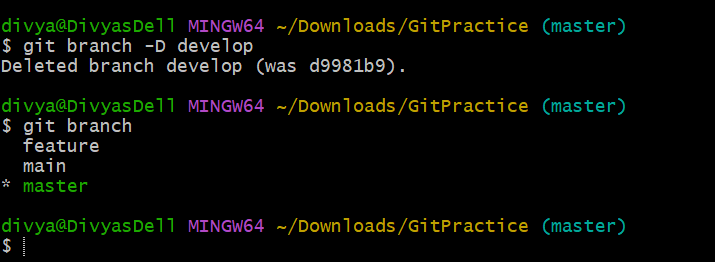 divya@DivyasDell MINGW64 ~/Downloads/GitPractice (master)
$ git branch -D develop
Deleted branch develop (was d9981b9).

divya@DivyasDell MINGW64 ~/Downloads/GitPractice (master)
$ git branch
  feature
  main
* master

divya@DivyasDell MINGW64 ~/Downloads/GitPractice (master)
$